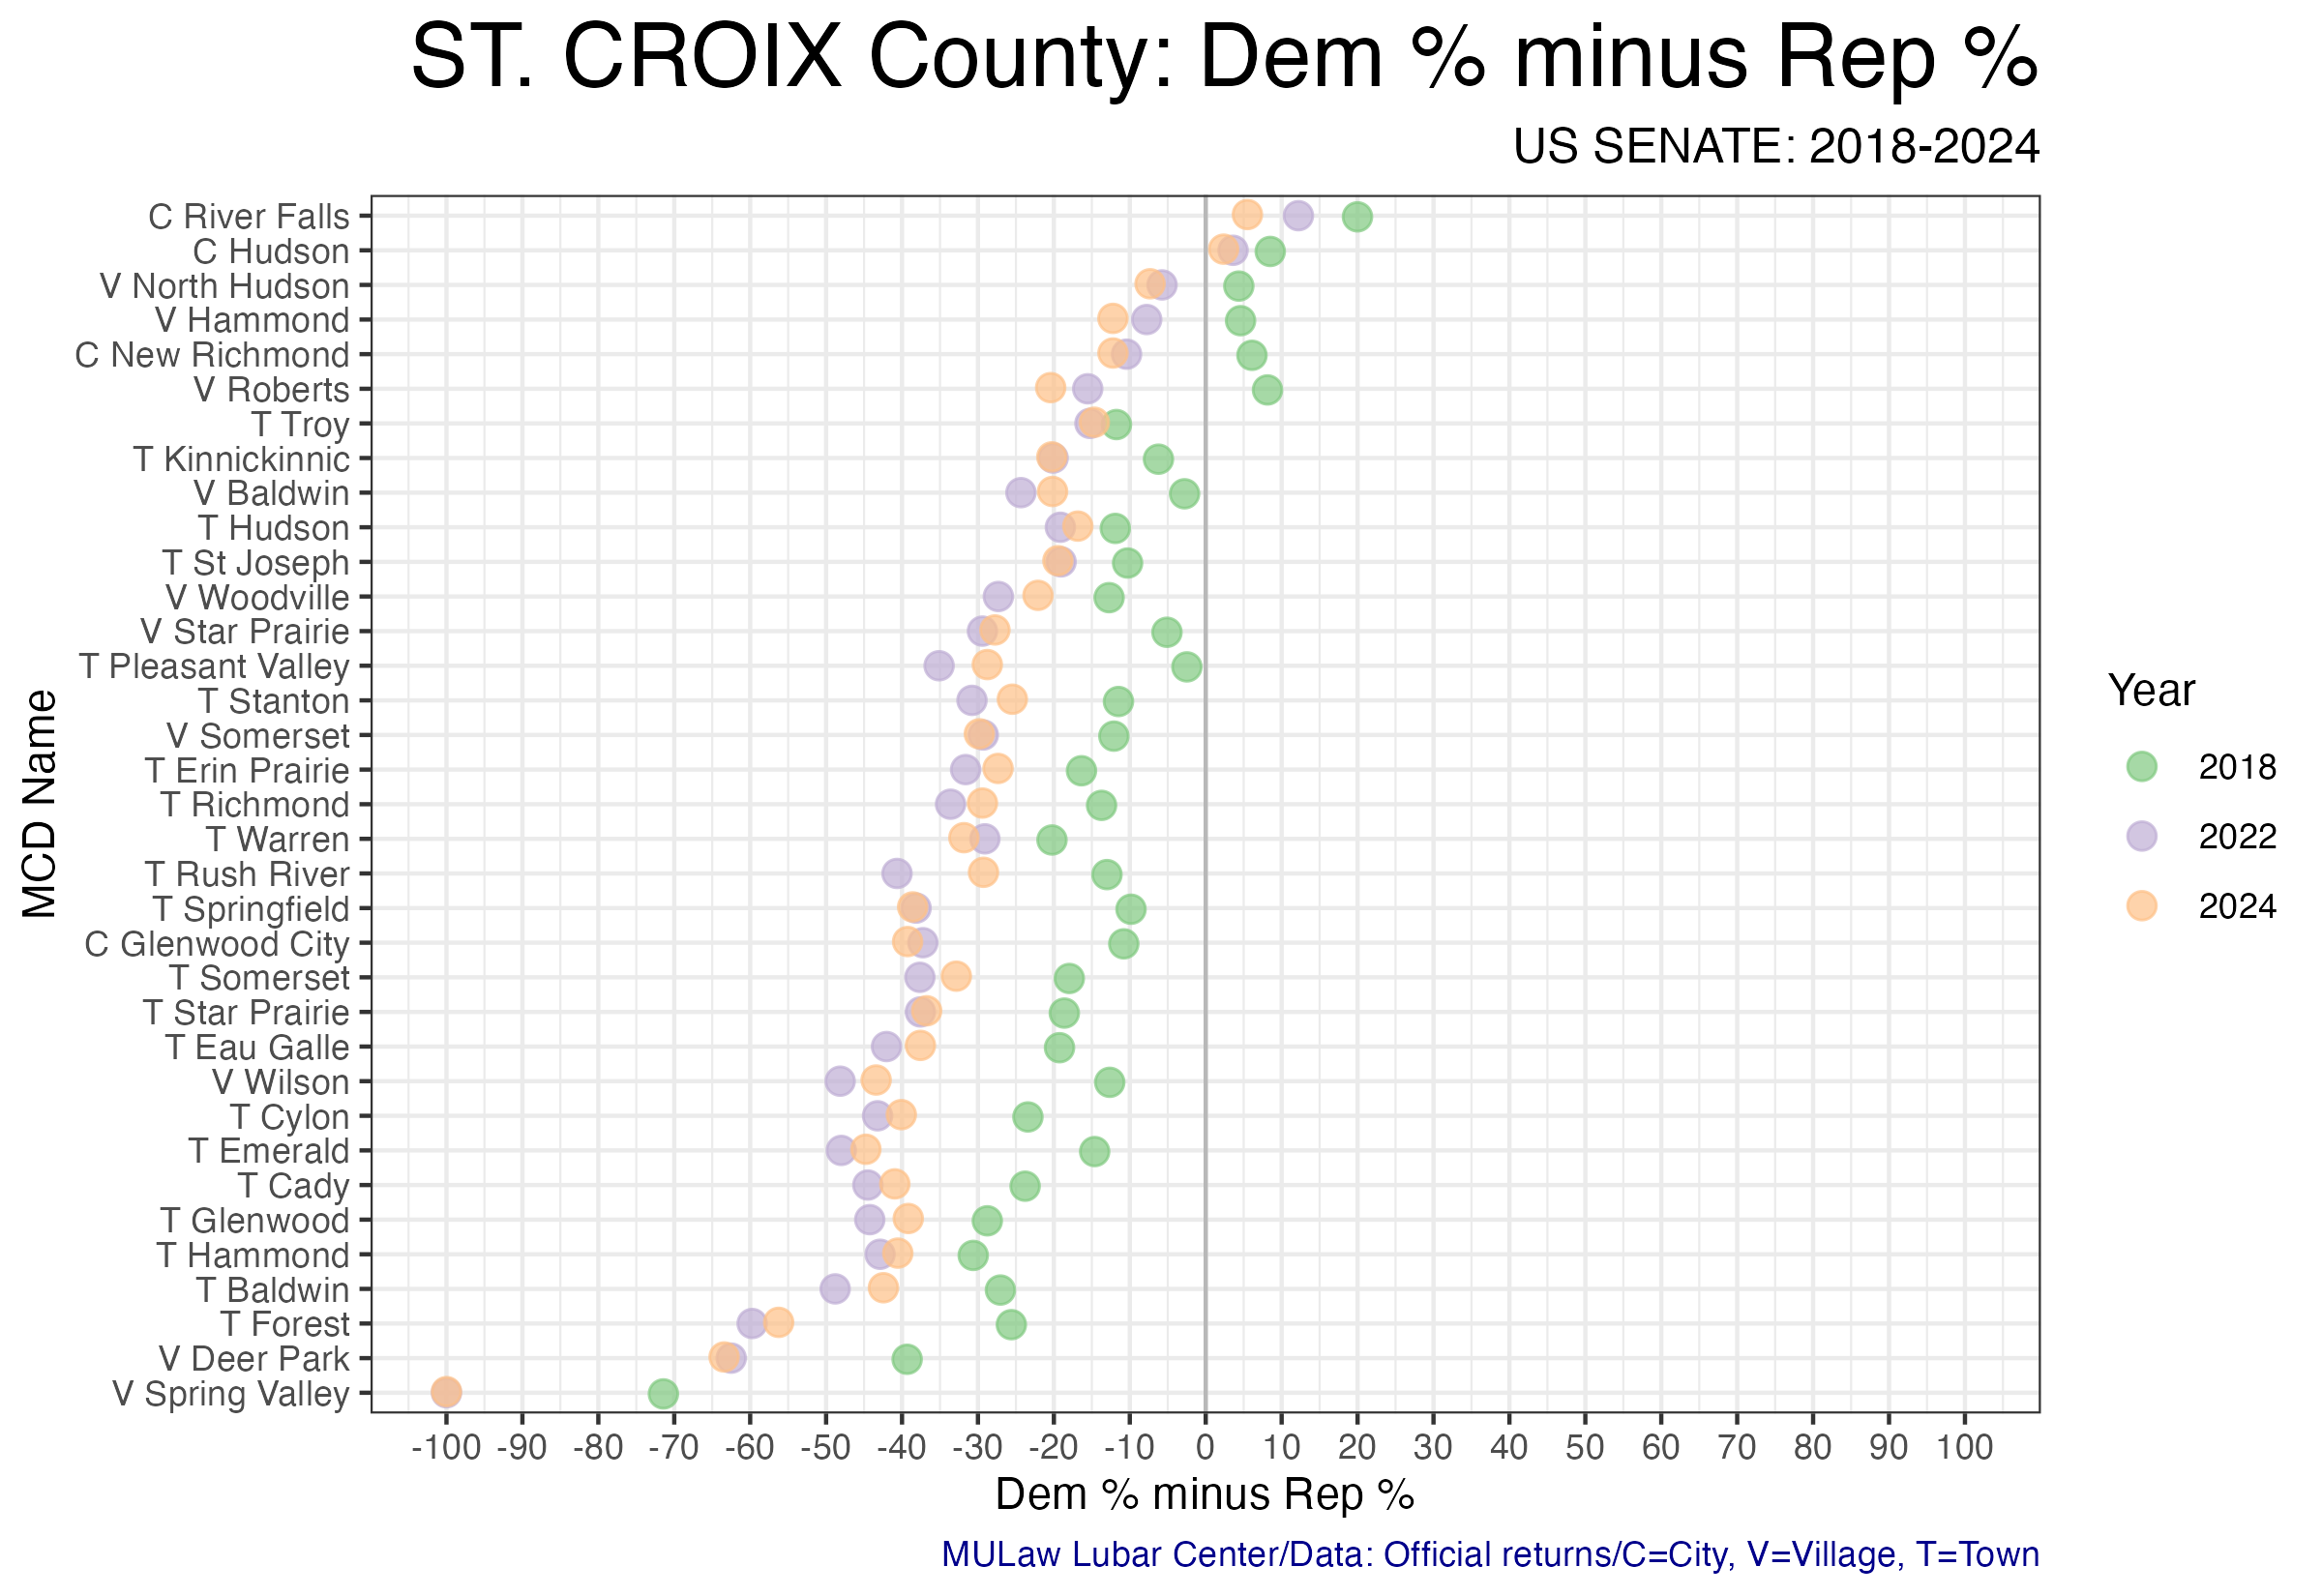 ST. CROIX County: Dem % minus Rep %
US SENATE: 2018-2024
C River Falls
C Hudson
V North Hudson
V Hammond
C New Richmond
V Roberts
T Troy
T Kinnickinnic
V Baldwin
T Hudson
T St Joseph
V Woodville
V Star Prairie
T Pleasant Valley
T Stanton
V Somerset
T Erin Prairie
T Richmond
T Warren
T Rush River
T Springfield
C Glenwood City
T Somerset
T Star Prairie
T Eau Galle
V Wilson
T Cylon
T Emerald
T Cady
T Glenwood
T Hammond
T Baldwin
T Forest
V Deer Park
V Spring Valley
MCD Name
-100 -90 -80 -70 -60 -50 -40 -30 -20 -10 0 10 20 30 40 50 60 70 80 90 100
Dem % minus Rep %
Year
2018
2022
2024
MULaw Lubar Center/Data: Official returns/C=City, V=Village, T=Town